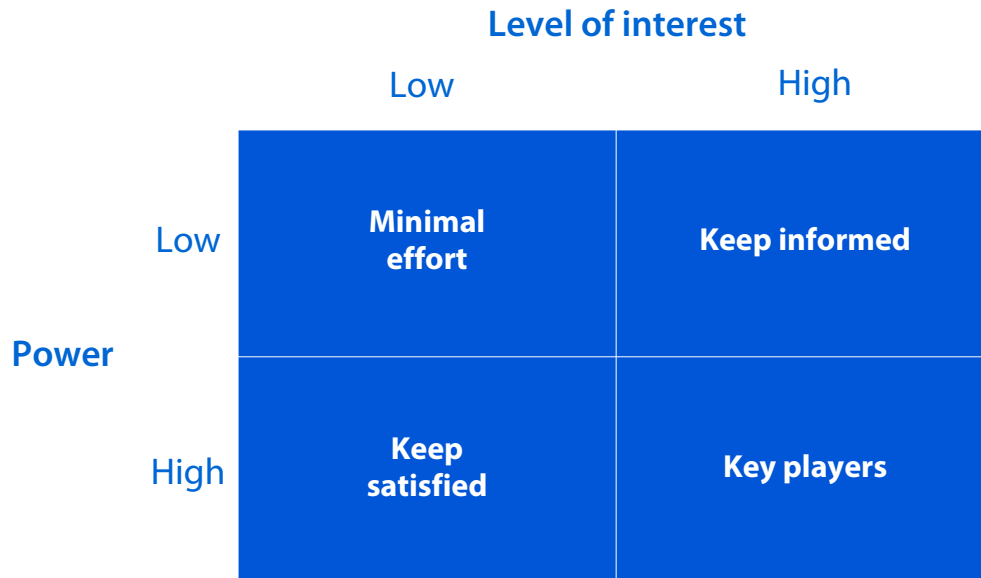 Level of interest
Low
High
Low
Minimal
effort
Keep informed
Power
High
Keep
satisfied
Key players